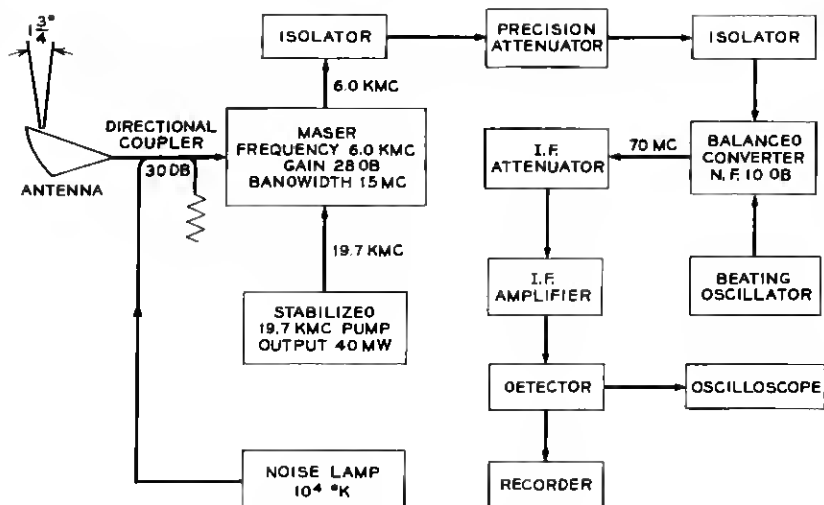 1 3/4°
ISOLATOR
PRECISION
ATTENUATOR
ISOLATOR
6.0 KMC
DIRECTIONAL
COUPLER
30 DB
ANTENNA
MASER
FREQUENCY 6.0 KMC
GAIN 28 DB
BANDWIDTH 15 MC
I.F.
ATTENUATOR
70 MC
BALANCED
CONVERTER
N.F. 10 DB
19.7 KMC
STABILIZED
19.7 KMC PUMP
OUTPUT 40 MW
I.F.
AMPLIFIER
BEATING
OSCILLATOR
DETECTOR
OSCILLOSCOPE
NOISE LAMP
10⁴ °K
RECORDER